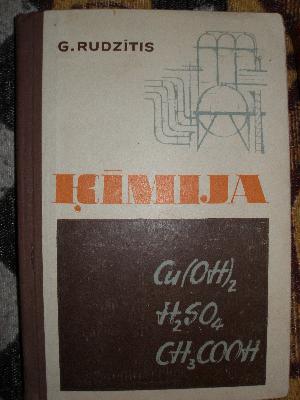 G. RUDZĪTIS
ĶĪMIJA
Cu(OH)₂
H₂SO₄
CH₃COOH